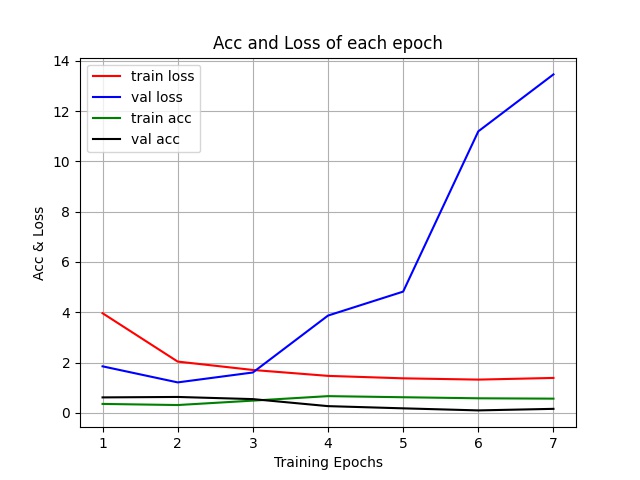 Acc and Loss of each epoch
14
12
10
8
6
4
2
0
Acc & Loss
train loss
val loss
train acc
val acc
1 2 3 4 5 6 7
Training Epochs